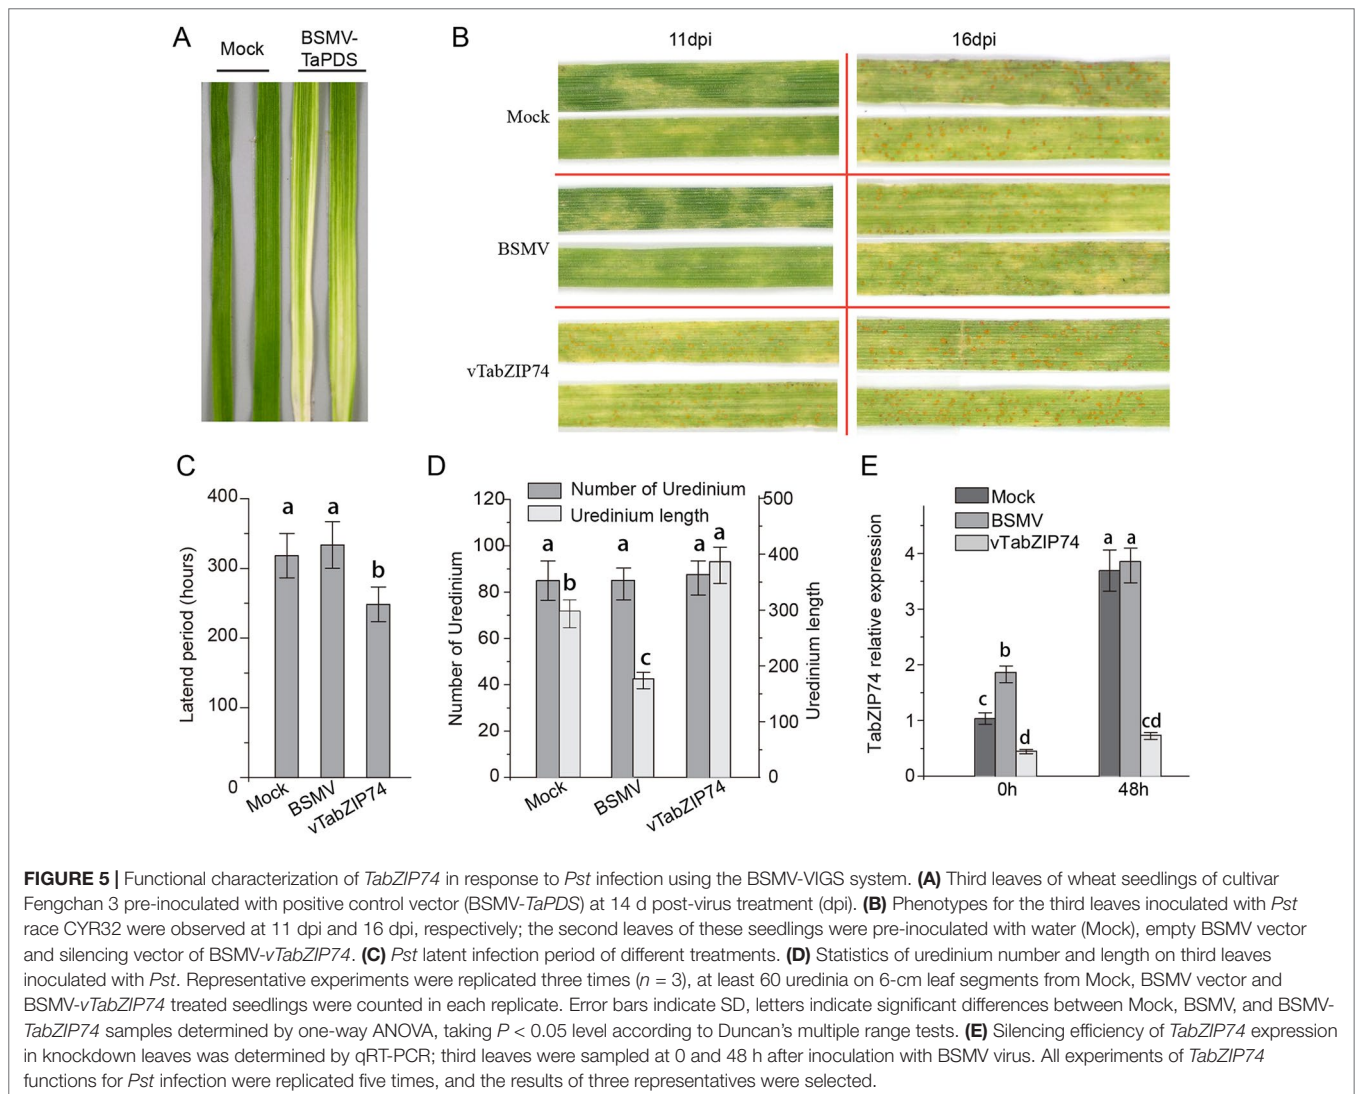 A
Mock
BSMV-
TaPDS
B
11dpi
16dpi
Mock
BSMV
vTabZIP74
C
Latend period (hours)
400
300
200
100
0
a
a
b
Mock
BSMV
vTabZIP74
D
Number of Uredinium
Uredinium length
Number of Uredinium
120
100
80
60
40
20
0
a
b
a
c
a
a
500
400
300
200
100
0
Uredinium length
Mock
BSMV
vTabZIP74
E
Mock
BSMV
vTabZIP74
TabZIP74 relative expression
4
3
2
1
0
c
b
d
a
a
cd
0h
48h
FIGURE 5 | Functional characterization of TabZIP74 in response to Pst infection using the BSMV-VIGS system. (A) Third leaves of wheat seedlings of cultivar
Fengchan 3 pre-inoculated with positive control vector (BSMV-TaPDS) at 14 d post-virus treatment (dpi). (B) Phenotypes for the third leaves inoculated with Pst
race CYR32 were observed at 11 dpi and 16 dpi, respectively; the second leaves of these seedlings were pre-inoculated with water (Mock), empty BSMV vector
and silencing vector of BSMV-vTabZIP74. (C) Pst latent infection period of different treatments. (D) Statistics of uredinium number and length on third leaves
inoculated with Pst. Representative experiments were replicated three times (n = 3), at least 60 uredinia on 6-cm leaf segments from Mock, BSMV vector and
BSMV-vTabZIP74 treated seedlings were counted in each replicate. Error bars indicate SD, letters indicate significant differences between Mock, BSMV, and BSMV-
TabZIP74 samples determined by one-way ANOVA, taking P < 0.05 level according to Duncan's multiple range tests. (E) Silencing efficiency of TabZIP74 expression
in knockdown leaves was determined by qRT-PCR; third leaves were sampled at 0 and 48 h after inoculation with BSMV virus. All experiments of TabZIP74
functions for Pst infection were replicated five times, and the results of three representatives were selected.